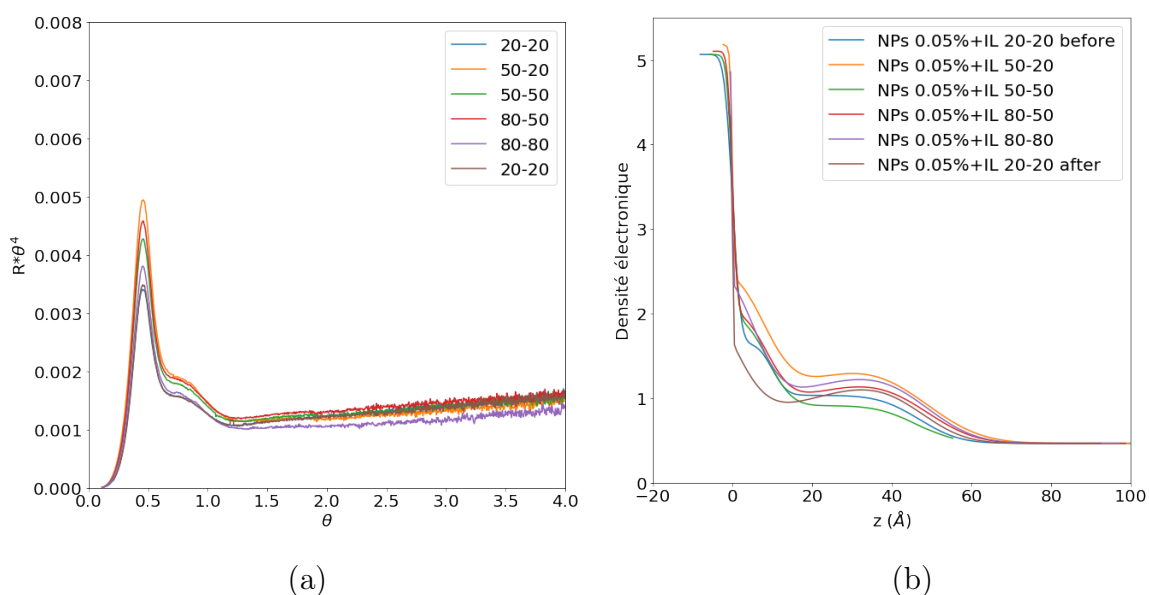 0.008
0.007
0.006
0.005
0.004
0.003
0.002
0.001
0.000
R*θ⁴
0.0 0.5 1.0 1.5 2.0 2.5 3.0 3.5 4.0
θ
20-20
50-20
50-50
80-50
80-80
20-20
(a)
5
4
3
2
1
0
Densité électronique
−20 0 20 40 60 80 100
z (Å)
NPs 0.05%+IL 20-20 before
NPs 0.05%+IL 50-20
NPs 0.05%+IL 50-50
NPs 0.05%+IL 80-50
NPs 0.05%+IL 80-80
NPs 0.05%+IL 20-20 after
(b)